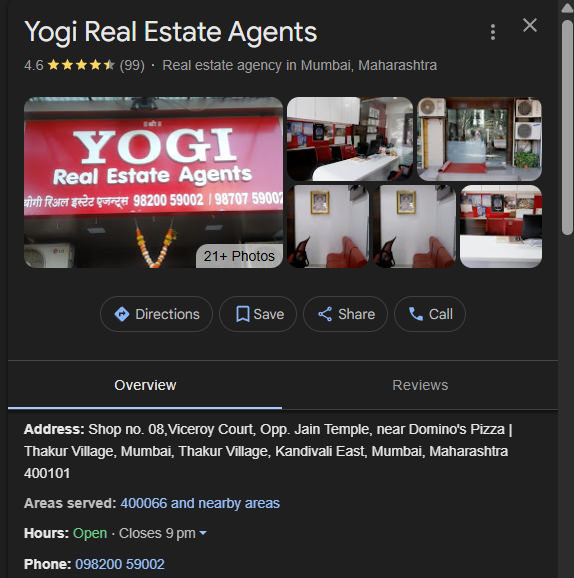 Yogi Real Estate Agents
4.6 ★★★★★ (99) · Real estate agency in Mumbai, Maharashtra
॥ श्री ॥
YOGI
Real Estate Agents
योगी रिअल इस्टेट एजन्ट्स 98200 59002 / 98707 59002
LG
21+ Photos
Directions
Save
Share
Call
Overview
Reviews
Address: Shop no. 08,Viceroy Court, Opp. Jain Temple, near Domino's Pizza |
Thakur Village, Mumbai, Thakur Village, Kandivali East, Mumbai, Maharashtra
400101
Areas served: 400066 and nearby areas
Hours: Open · Closes 9 pm
Phone: 098200 59002